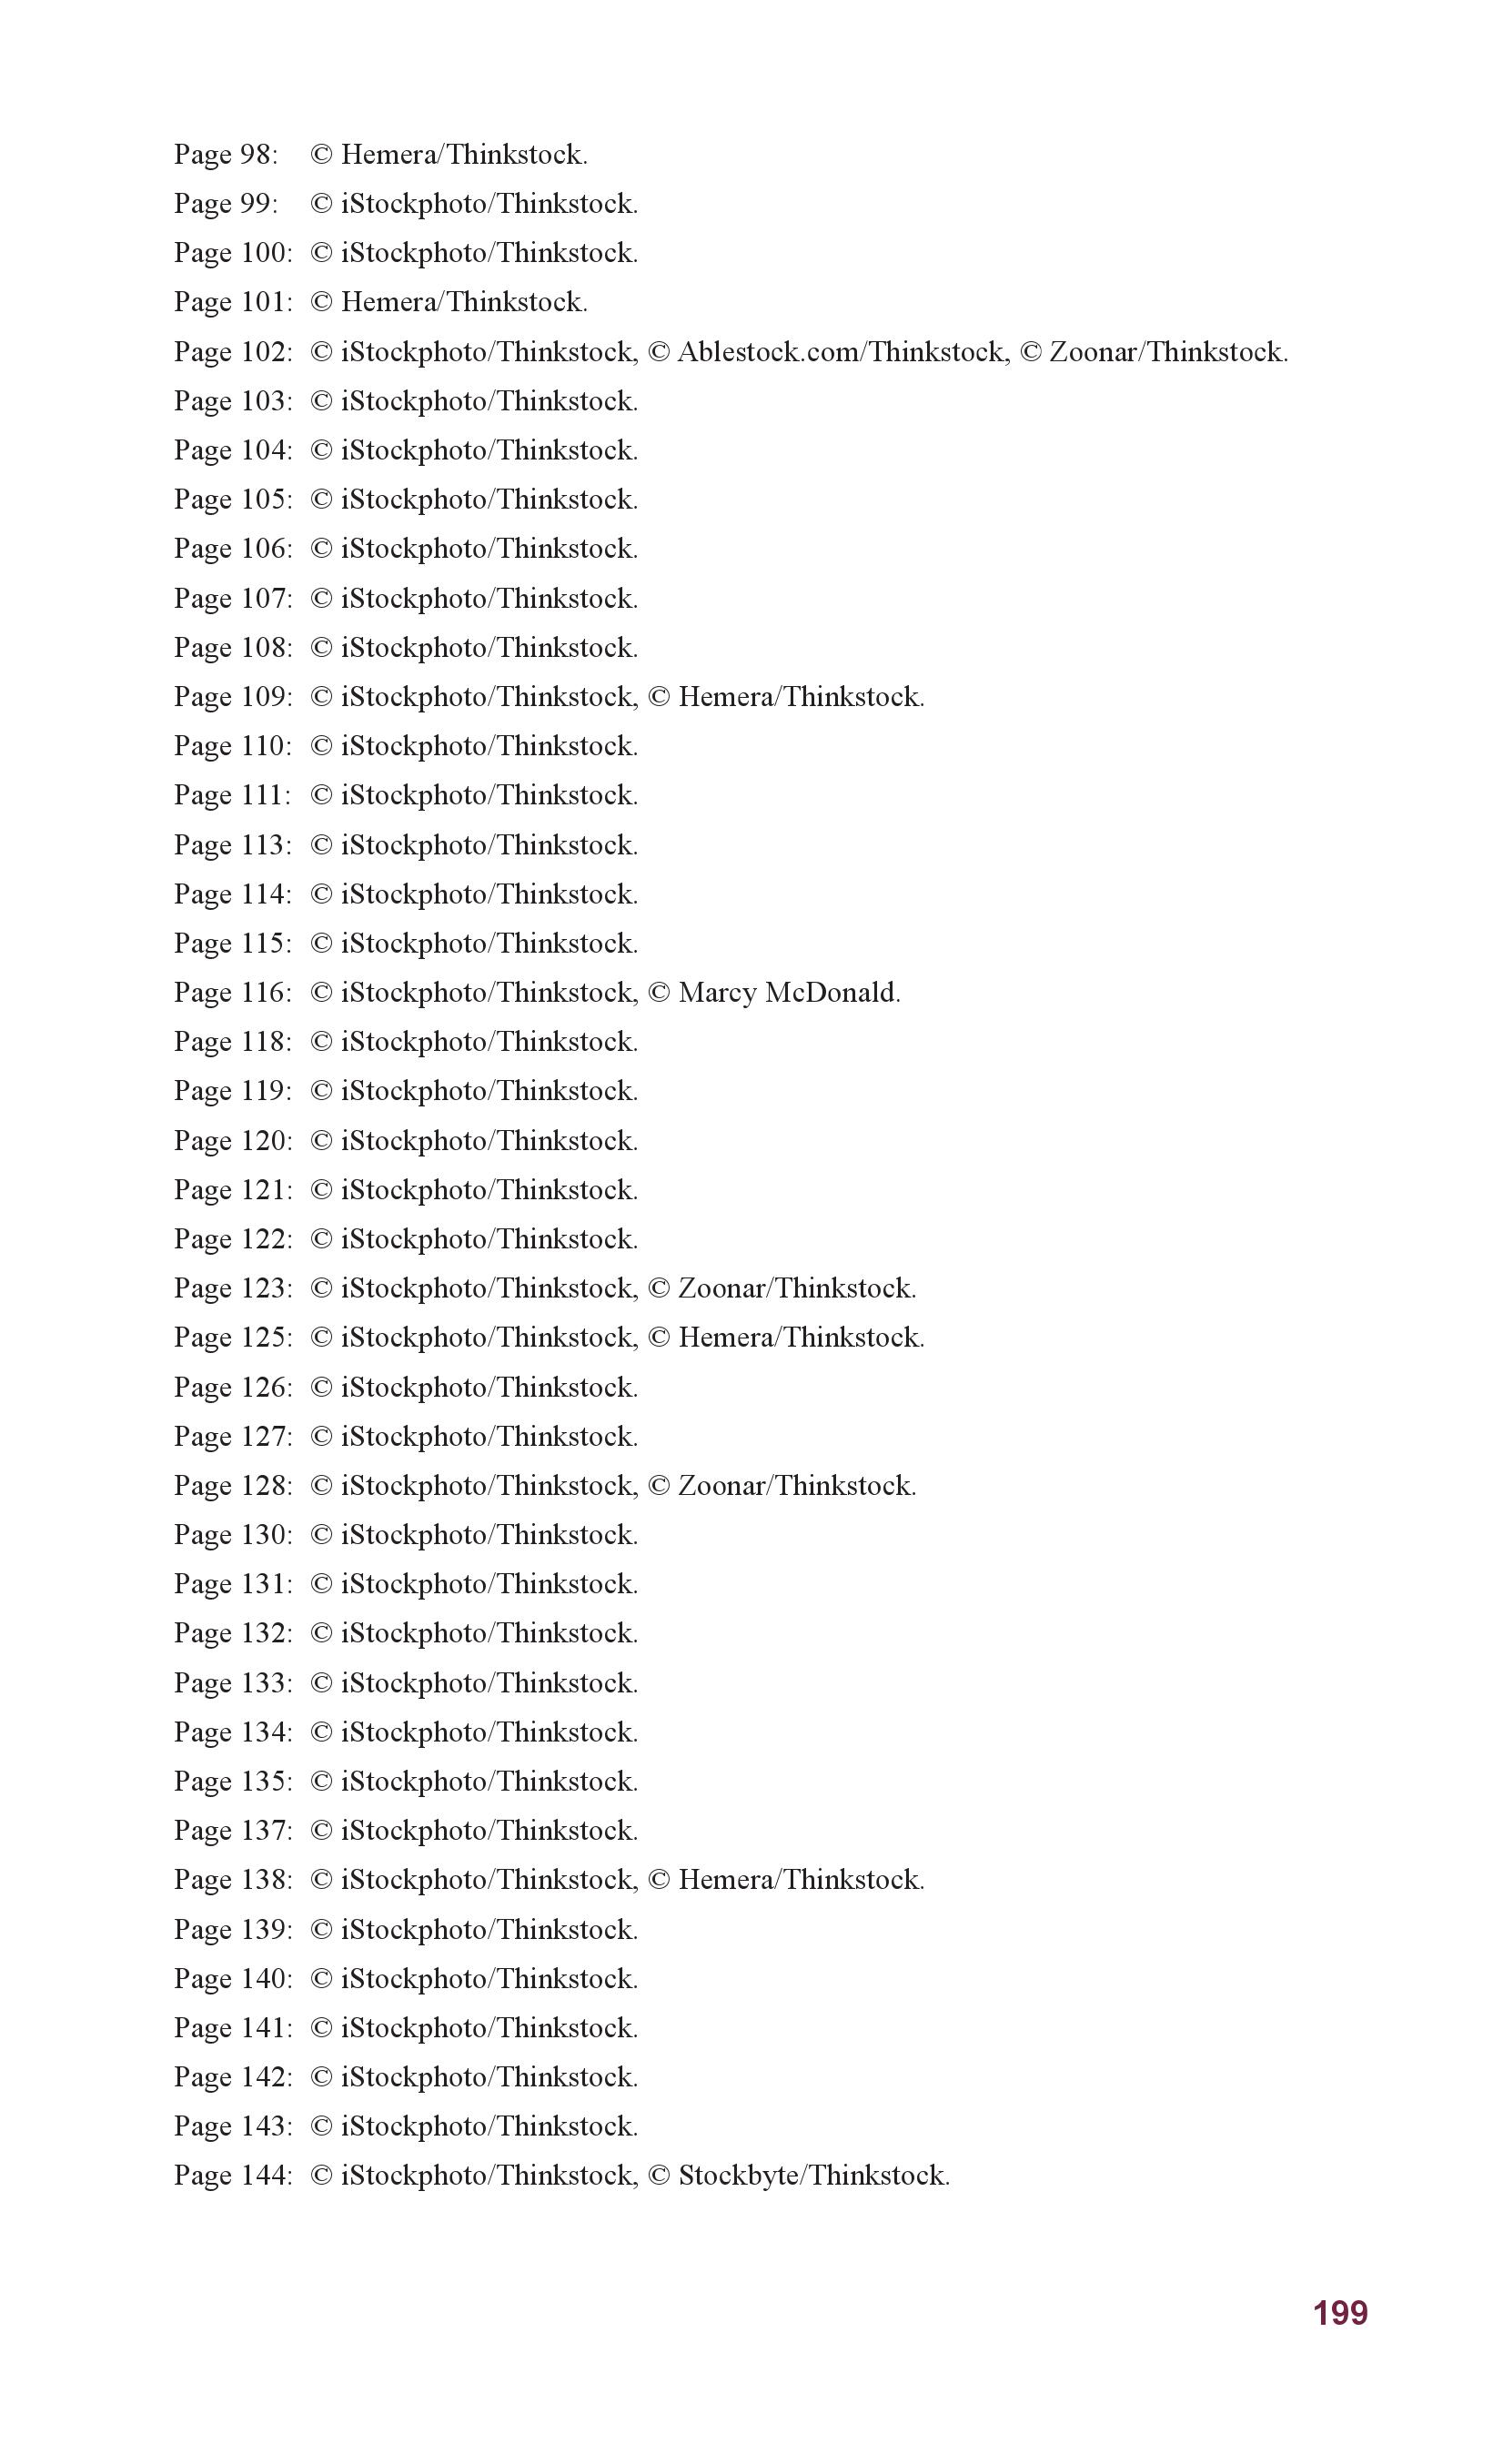 Page 98: © Hemera/Thinkstock.
Page 99: © iStockphoto/Thinkstock.
Page 100: © iStockphoto/Thinkstock.
Page 101: © Hemera/Thinkstock.
Page 102: © iStockphoto/Thinkstock, © Ablestock.com/Thinkstock, © Zoonar/Thinkstock.
Page 103: © iStockphoto/Thinkstock.
Page 104: © iStockphoto/Thinkstock.
Page 105: © iStockphoto/Thinkstock.
Page 106: © iStockphoto/Thinkstock.
Page 107: © iStockphoto/Thinkstock.
Page 108: © iStockphoto/Thinkstock.
Page 109: © iStockphoto/Thinkstock, © Hemera/Thinkstock.
Page 110: © iStockphoto/Thinkstock.
Page 111: © iStockphoto/Thinkstock.
Page 113: © iStockphoto/Thinkstock.
Page 114: © iStockphoto/Thinkstock.
Page 115: © iStockphoto/Thinkstock.
Page 116: © iStockphoto/Thinkstock, © Marcy McDonald.
Page 118: © iStockphoto/Thinkstock.
Page 119: © iStockphoto/Thinkstock.
Page 120: © iStockphoto/Thinkstock.
Page 121: © iStockphoto/Thinkstock.
Page 122: © iStockphoto/Thinkstock.
Page 123: © iStockphoto/Thinkstock, © Zoonar/Thinkstock.
Page 125: © iStockphoto/Thinkstock, © Hemera/Thinkstock.
Page 126: © iStockphoto/Thinkstock.
Page 127: © iStockphoto/Thinkstock.
Page 128: © iStockphoto/Thinkstock, © Zoonar/Thinkstock.
Page 130: © iStockphoto/Thinkstock.
Page 131: © iStockphoto/Thinkstock.
Page 132: © iStockphoto/Thinkstock.
Page 133: © iStockphoto/Thinkstock.
Page 134: © iStockphoto/Thinkstock.
Page 135: © iStockphoto/Thinkstock.
Page 137: © iStockphoto/Thinkstock.
Page 138: © iStockphoto/Thinkstock, © Hemera/Thinkstock.
Page 139: © iStockphoto/Thinkstock.
Page 140: © iStockphoto/Thinkstock.
Page 141: © iStockphoto/Thinkstock.
Page 142: © iStockphoto/Thinkstock.
Page 143: © iStockphoto/Thinkstock.
Page 144: © iStockphoto/Thinkstock, © Stockbyte/Thinkstock.
199